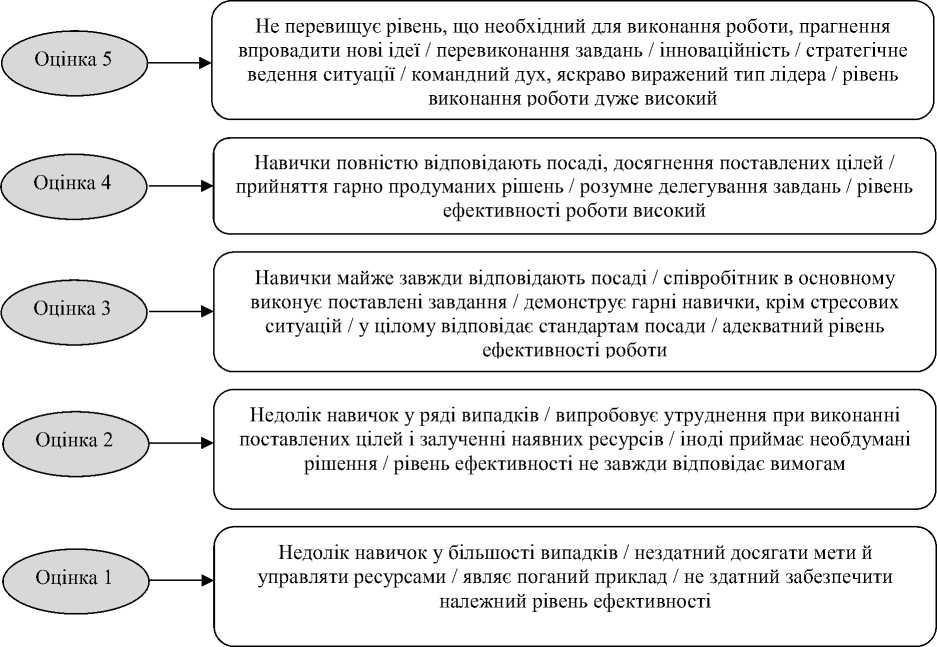 Оцінка 5
Не перевищує рівень, що необхідний для виконання роботи, прагнення
впровадити нові ідеї / перевиконання завдань / інноваційність / стратегічне
ведення ситуації / командний дух, яскраво виражений тип лідера / рівень
виконання роботи дуже високий
Оцінка 4
Навички повністю відповідають посаді, досягнення поставлених цілей /
прийняття гарно продуманих рішень / розумне делегування завдань / рівень
ефективності роботи високий
Оцінка 3
Навички майже завжди відповідають посаді / співробітник в основному
виконує поставлені завдання / демонструє гарні навички, крім стресових
ситуацій / у цілому відповідає стандартам посади / адекватний рівень
ефективності роботи
Оцінка 2
Недолік навичок у ряді випадків / випробовує утруднення при виконанні
поставлених цілей і залученні наявних ресурсів / іноді приймає необдумані
рішення / рівень ефективності не завжди відповідає вимогам
Оцінка 1
Недолік навичок у більшості випадків / нездатний досягати мети й
управляти ресурсами / являє поганий приклад / не здатний забезпечити
належний рівень ефективності